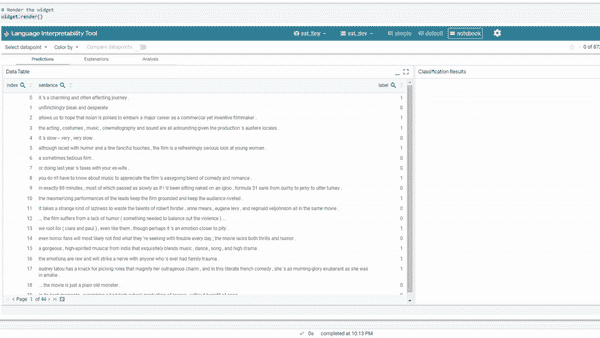 # Render the widget
widget.render()
Language Interpretability Tool
sst_tiny
sst_dev
simple
default
notebook
Select datapoint
Color by
Compare datapoints
0 of 872
Predictions
Explanations
Analysis
Data Table
Classification Results
index
sentence
label
0 it 's a charming and often affecting journey . 1
1 unflinchingly bleak and desperate 0
2 allows us to hope that nolan is poised to embark a major career as a commercial yet inventive filmmaker . 1
3 the acting , costumes , music , cinematography and sound are all astounding given the production 's austere locales . 1
4 it 's slow -- very , very slow . 0
5 although laced with humor and a few fanciful touches , the film is a refreshingly serious look at young women . 1
6 a sometimes tedious film . 0
7 or doing last year 's taxes with your ex-wife . 0
8 you do n't have to know about music to appreciate the film 's easygoing blend of comedy and romance . 1
9 in exactly 89 minutes , most of which passed as slowly as if i 'd been sitting naked on an igloo , formula 51 sank from quirky to jerky to utter turkey . 0
10 the mesmerizing performances of the leads keep the film grounded and keep the audience riveted . 1
11 it takes a strange kind of laziness to waste the talents of robert forster , anne meara , eugene levy , and reginald veljohnson all in the same movie . 0
12 ... the film suffers from a lack of humor ( something needed to balance out the violence ) ... 0
13 we root for ( clara and paul ) , even like them , though perhaps it 's an emotion closer to pity . 1
14 even horror fans will most likely not find what they 're seeking with trouble every day ; the movie lacks both thrills and humor . 0
15 a gorgeous , high-spirited musical from india that exquisitely blends music , dance , song , and high drama . 1
16 the emotions are raw and will strike a nerve with anyone who 's ever had family trauma . 1
17 audrey tatou has a knack for picking roles that magnify her outrageous charm , and in this literate french comedy , she 's as morning-glory exuberant as she was in amelie . 1
18 ... the movie is just a plain old monster . 0
Page 1 of 44
0s completed at 10:13 PM